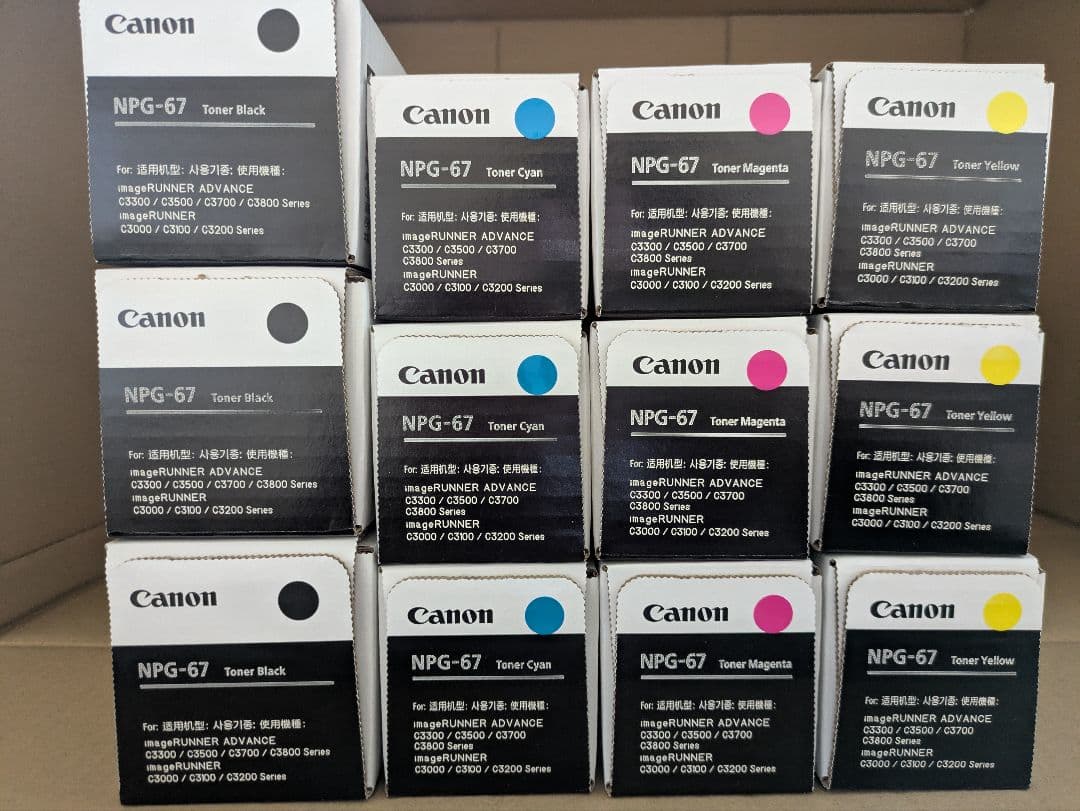 Canon
NPG-67 Toner Black
For: 适用机型: 사용기종: 使用機種:
imageRUNNER ADVANCE
C3300 / C3500 / C3700 / C3800 Series
imageRUNNER
C3000 / C3100 / C3200 Series
Canon
NPG-67 Toner Cyan
For: 适用机型: 사용기종: 使用機種:
imageRUNNER ADVANCE
C3300 / C3500 / C3700
C3800 Series
imageRUNNER
C3000 / C3100 / C3200 Series
Canon
NPG-67 Toner Magenta
For: 适用机型: 사용기종: 使用機種:
imageRUNNER ADVANCE
C3300 / C3500 / C3700
C3800 Series
imageRUNNER
C3000 / C3100 / C3200 Series
Canon
NPG-67 Toner Yellow
For: 适用机型: 사용기종: 使用機種:
imageRUNNER ADVANCE
C3300 / C3500 / C3700
C3800 Series
imageRUNNER
C3000 / C3100 / C3200 Series
Canon
NPG-67 Toner Black
For: 适用机型: 사용기종: 使用機種:
imageRUNNER ADVANCE
C3300 / C3500 / C3700 / C3800 Series
imageRUNNER
C3000 / C3100 / C3200 Series
Canon
NPG-67 Toner Cyan
For: 适用机型: 사용기종: 使用機種:
imageRUNNER ADVANCE
C3300 / C3500 / C3700
C3800 Series
imageRUNNER
C3000 / C3100 / C3200 Series
Canon
NPG-67 Toner Magenta
For: 适用机型: 사용기종: 使用機種:
imageRUNNER ADVANCE
C3300 / C3500 / C3700
C3800 Series
imageRUNNER
C3000 / C3100 / C3200 Series
Canon
NPG-67 Toner Yellow
For: 适用机型: 사용기종: 使用機種:
imageRUNNER ADVANCE
C3300 / C3500 / C3700
C3800 Series
imageRUNNER
C3000 / C3100 / C3200 Series
Canon
NPG-67 Toner Black
For: 适用机型: 사용기종: 使用機種:
imageRUNNER ADVANCE
C3300 / C3500 / C3700 / C3800 Series
imageRUNNER
C3000 / C3100 / C3200 Series
Canon
NPG-67 Toner Cyan
For: 适用机型: 사용기종: 使用機種:
imageRUNNER ADVANCE
C3300 / C3500 / C3700
C3800 Series
imageRUNNER
C3000 / C3100 / C3200 Series
Canon
NPG-67 Toner Magenta
For: 适用机型: 사용기종: 使用機種:
imageRUNNER ADVANCE
C3300 / C3500 / C3700
C3800 Series
imageRUNNER
C3000 / C3100 / C3200 Series
Canon
NPG-67 Toner Yellow
For: 适用机型: 사용기종: 使用機種:
imageRUNNER ADVANCE
C3300 / C3500 / C3700
C3800 Series
imageRUNNER
C3000 / C3100 / C3200 Series